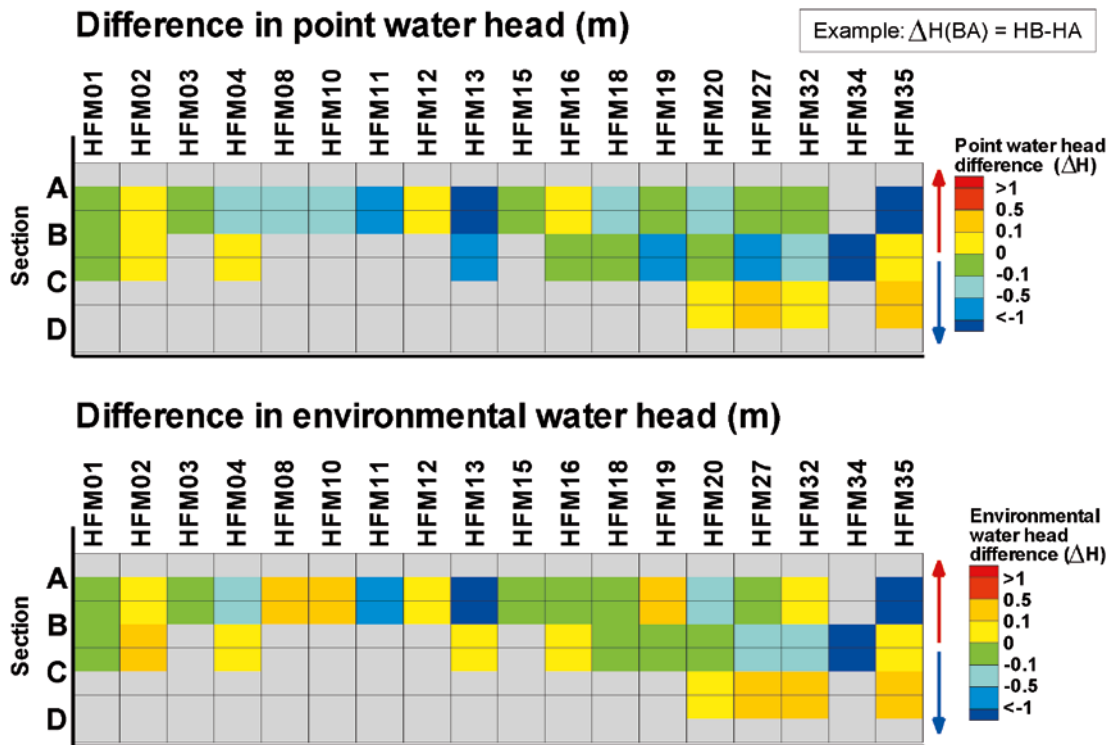 Difference in point water head (m)
Example: ΔH(BA) = HB-HA
HFM01 HFM02 HFM03 HFM04 HFM08 HFM10 HFM11 HFM12 HFM13 HFM15 HFM16 HFM18 HFM19 HFM20 HFM27 HFM32 HFM34 HFM35
Section
A
B
C
D
Point water head
difference (ΔH)
>1
0.5
0.1
0
-0.1
-0.5
<-1
Difference in environmental water head (m)
HFM01 HFM02 HFM03 HFM04 HFM08 HFM10 HFM11 HFM12 HFM13 HFM15 HFM16 HFM18 HFM19 HFM20 HFM27 HFM32 HFM34 HFM35
Section
A
B
C
D
Environmental
water head
difference (ΔH)
>1
0.5
0.1
0
-0.1
-0.5
<-1